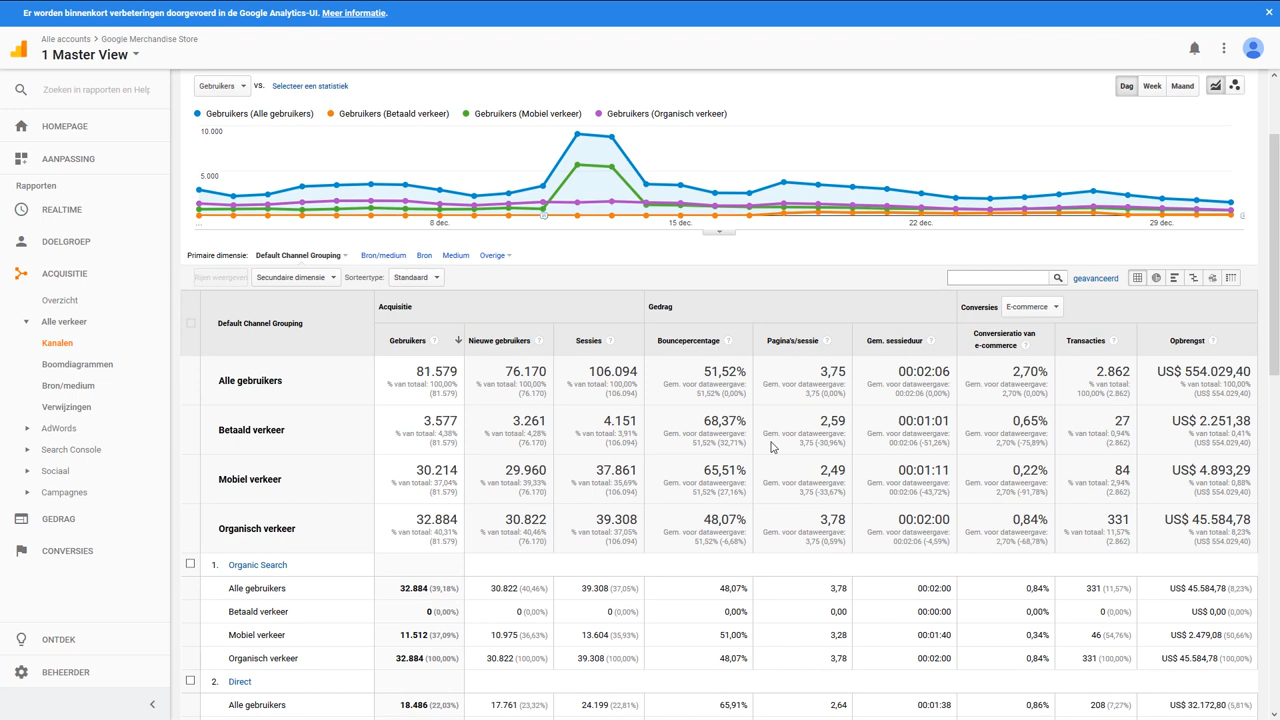 Er worden binnenkort verbeteringen doorgevoerd in de Google Analytics-UI. Meer informatie.
Alle accounts > Google Merchandise Store
1 Master View
Zoeken in rapporten en Help
HOMEPAGE
AANPASSING
Rapporten
REALTIME
DOELGROEP
ACQUISITIE
Overzicht
Alle verkeer
Kanalen
Boomdiagrammen
Bron/medium
Verwijzingen
AdWords
Search Console
Sociaal
Campagnes
GEDRAG
CONVERSIES
ONTDEK
BEHEERDER
Gebruikers vs. Selecteer een statistiek Dag Week Maand
Gebruikers (Alle gebruikers) Gebruikers (Betaald verkeer) Gebruikers (Mobiel verkeer) Gebruikers (Organisch verkeer)
10.000
5.000
... 8 dec. 15 dec. 22 dec. 29 dec.
Primaire dimensie: Default Channel Grouping Bron/medium Bron Medium Overige
Rijen weergeven Secundaire dimensie Sorteertype: Standaard geavanceerd
Default Channel Grouping Acquisitie Gedrag Conversies E-commerce
Gebruikers Nieuwe gebruikers Sessies Bouncepercentage Pagina's/sessie Gem. sessieduur Conversieratio van e-commerce Transacties Opbrengst
Alle gebruikers 81.579 76.170 106.094 51,52% 3,75 00:02:06 2,70% 2.862 US$ 554.029,40
% van totaal: 100,00% % van totaal: 100,00% % van totaal: 100,00% Gem. voor dataweergave: Gem. voor dataweergave: Gem. voor dataweergave: Gem. voor dataweergave: % van totaal: % van totaal: 100,00%
(81.579) (76.170) (106.094) 51,52% (0,00%) 3,75 (0,00%) 00:02:06 (0,00%) 2,70% (0,00%) 100,00% (2.862) (US$ 554.029,40)
Betaald verkeer 3.577 3.261 4.151 68,37% 2,59 00:01:01 0,65% 27 US$ 2.251,38
% van totaal: 4,38% % van totaal: 4,28% % van totaal: 3,91% Gem. voor dataweergave: Gem. voor dataweergave: Gem. voor dataweergave: Gem. voor dataweergave: % van totaal: 0,94% % van totaal: 0,41%
(81.579) (76.170) (106.094) 51,52% (32,71%) 3,75 (-30,96%) 00:02:06 (-51,26%) 2,70% (-75,89%) (2.862) (US$ 554.029,40)
Mobiel verkeer 30.214 29.960 37.861 65,51% 2,49 00:01:11 0,22% 84 US$ 4.893,29
% van totaal: 37,04% % van totaal: 39,33% % van totaal: 35,69% Gem. voor dataweergave: Gem. voor dataweergave: Gem. voor dataweergave: Gem. voor dataweergave: % van totaal: 2,94% % van totaal: 0,88%
(81.579) (76.170) (106.094) 51,52% (27,16%) 3,75 (-33,67%) 00:02:06 (-43,72%) 2,70% (-91,78%) (2.862) (US$ 554.029,40)
Organisch verkeer 32.884 30.822 39.308 48,07% 3,78 00:02:00 0,84% 331 US$ 45.584,78
% van totaal: 40,31% % van totaal: 40,46% % van totaal: 37,05% Gem. voor dataweergave: Gem. voor dataweergave: Gem. voor dataweergave: Gem. voor dataweergave: % van totaal: 11,57% % van totaal: 8,23%
(81.579) (76.170) (106.094) 51,52% (-6,68%) 3,75 (0,59%) 00:02:06 (-4,59%) 2,70% (-68,78%) (2.862) (US$ 554.029,40)
1. Organic Search
Alle gebruikers 32.884 (39,18%) 30.822 (40,46%) 39.308 (37,05%) 48,07% 3,78 00:02:00 0,84% 331 (11,57%) US$ 45.584,78 (8,23%)
Betaald verkeer 0 (0,00%) 0 (0,00%) 0 (0,00%) 0,00% 0,00 00:00:00 0,00% 0 (0,00%) US$ 0,00 (0,00%)
Mobiel verkeer 11.512 (37,09%) 10.975 (36,63%) 13.604 (35,93%) 51,00% 3,28 00:01:40 0,34% 46 (54,76%) US$ 2.479,08 (50,66%)
Organisch verkeer 32.884 (100,00%) 30.822 (100,00%) 39.308 (100,00%) 48,07% 3,78 00:02:00 0,84% 331 (100,00%) US$ 45.584,78 (100,00%)
2. Direct
Alle gebruikers 18.486 (22,03%) 17.761 (23,32%) 24.199 (22,81%) 65,91% 2,64 00:01:38 0,86% 208 (7,27%) US$ 32.172,80 (5,81%)